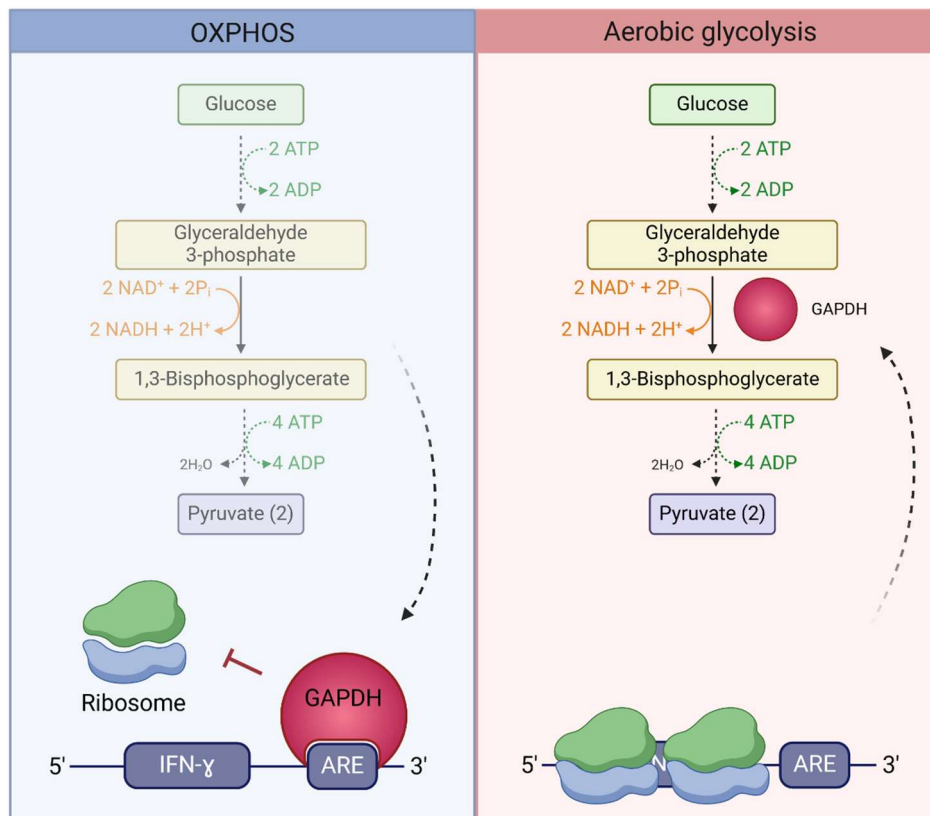 OXPHOS
Glucose
2 ATP
2 ADP
Glyceraldehyde
3-phosphate
2 NAD⁺ + 2Pᵢ
2 NADH + 2H⁺
1,3-Bisphosphoglycerate
4 ATP
2H₂O
4 ADP
Pyruvate (2)
Ribosome
GAPDH
5'
IFN-ɣ
ARE
3'
Aerobic glycolysis
Glucose
2 ATP
2 ADP
Glyceraldehyde
3-phosphate
2 NAD⁺ + 2Pᵢ
GAPDH
2 NADH + 2H⁺
1,3-Bisphosphoglycerate
4 ATP
2H₂O
4 ADP
Pyruvate (2)
5'
ARE
3'